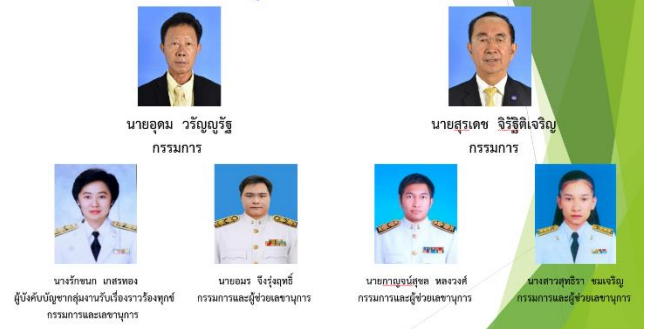 นายอุดม วรัญญูรัฐ
กรรมการ
นายสุรเดช จิรัฐิติเจริญ
กรรมการ
นางรักชนก เกสรทอง
ผู้บังคับบัญชากลุ่มงานรับเรื่องราวร้องทุกข์
กรรมการและเลขานุการ
นายอมร จึงรุ่งฤทธิ์
กรรมการและผู้ช่วยเลขานุการ
นายกาญจน์สุชล หลงวงศ์
กรรมการและผู้ช่วยเลขานุการ
นางสาวสุทธิรา ชมเจริญ
กรรมการและผู้ช่วยเลขานุการ